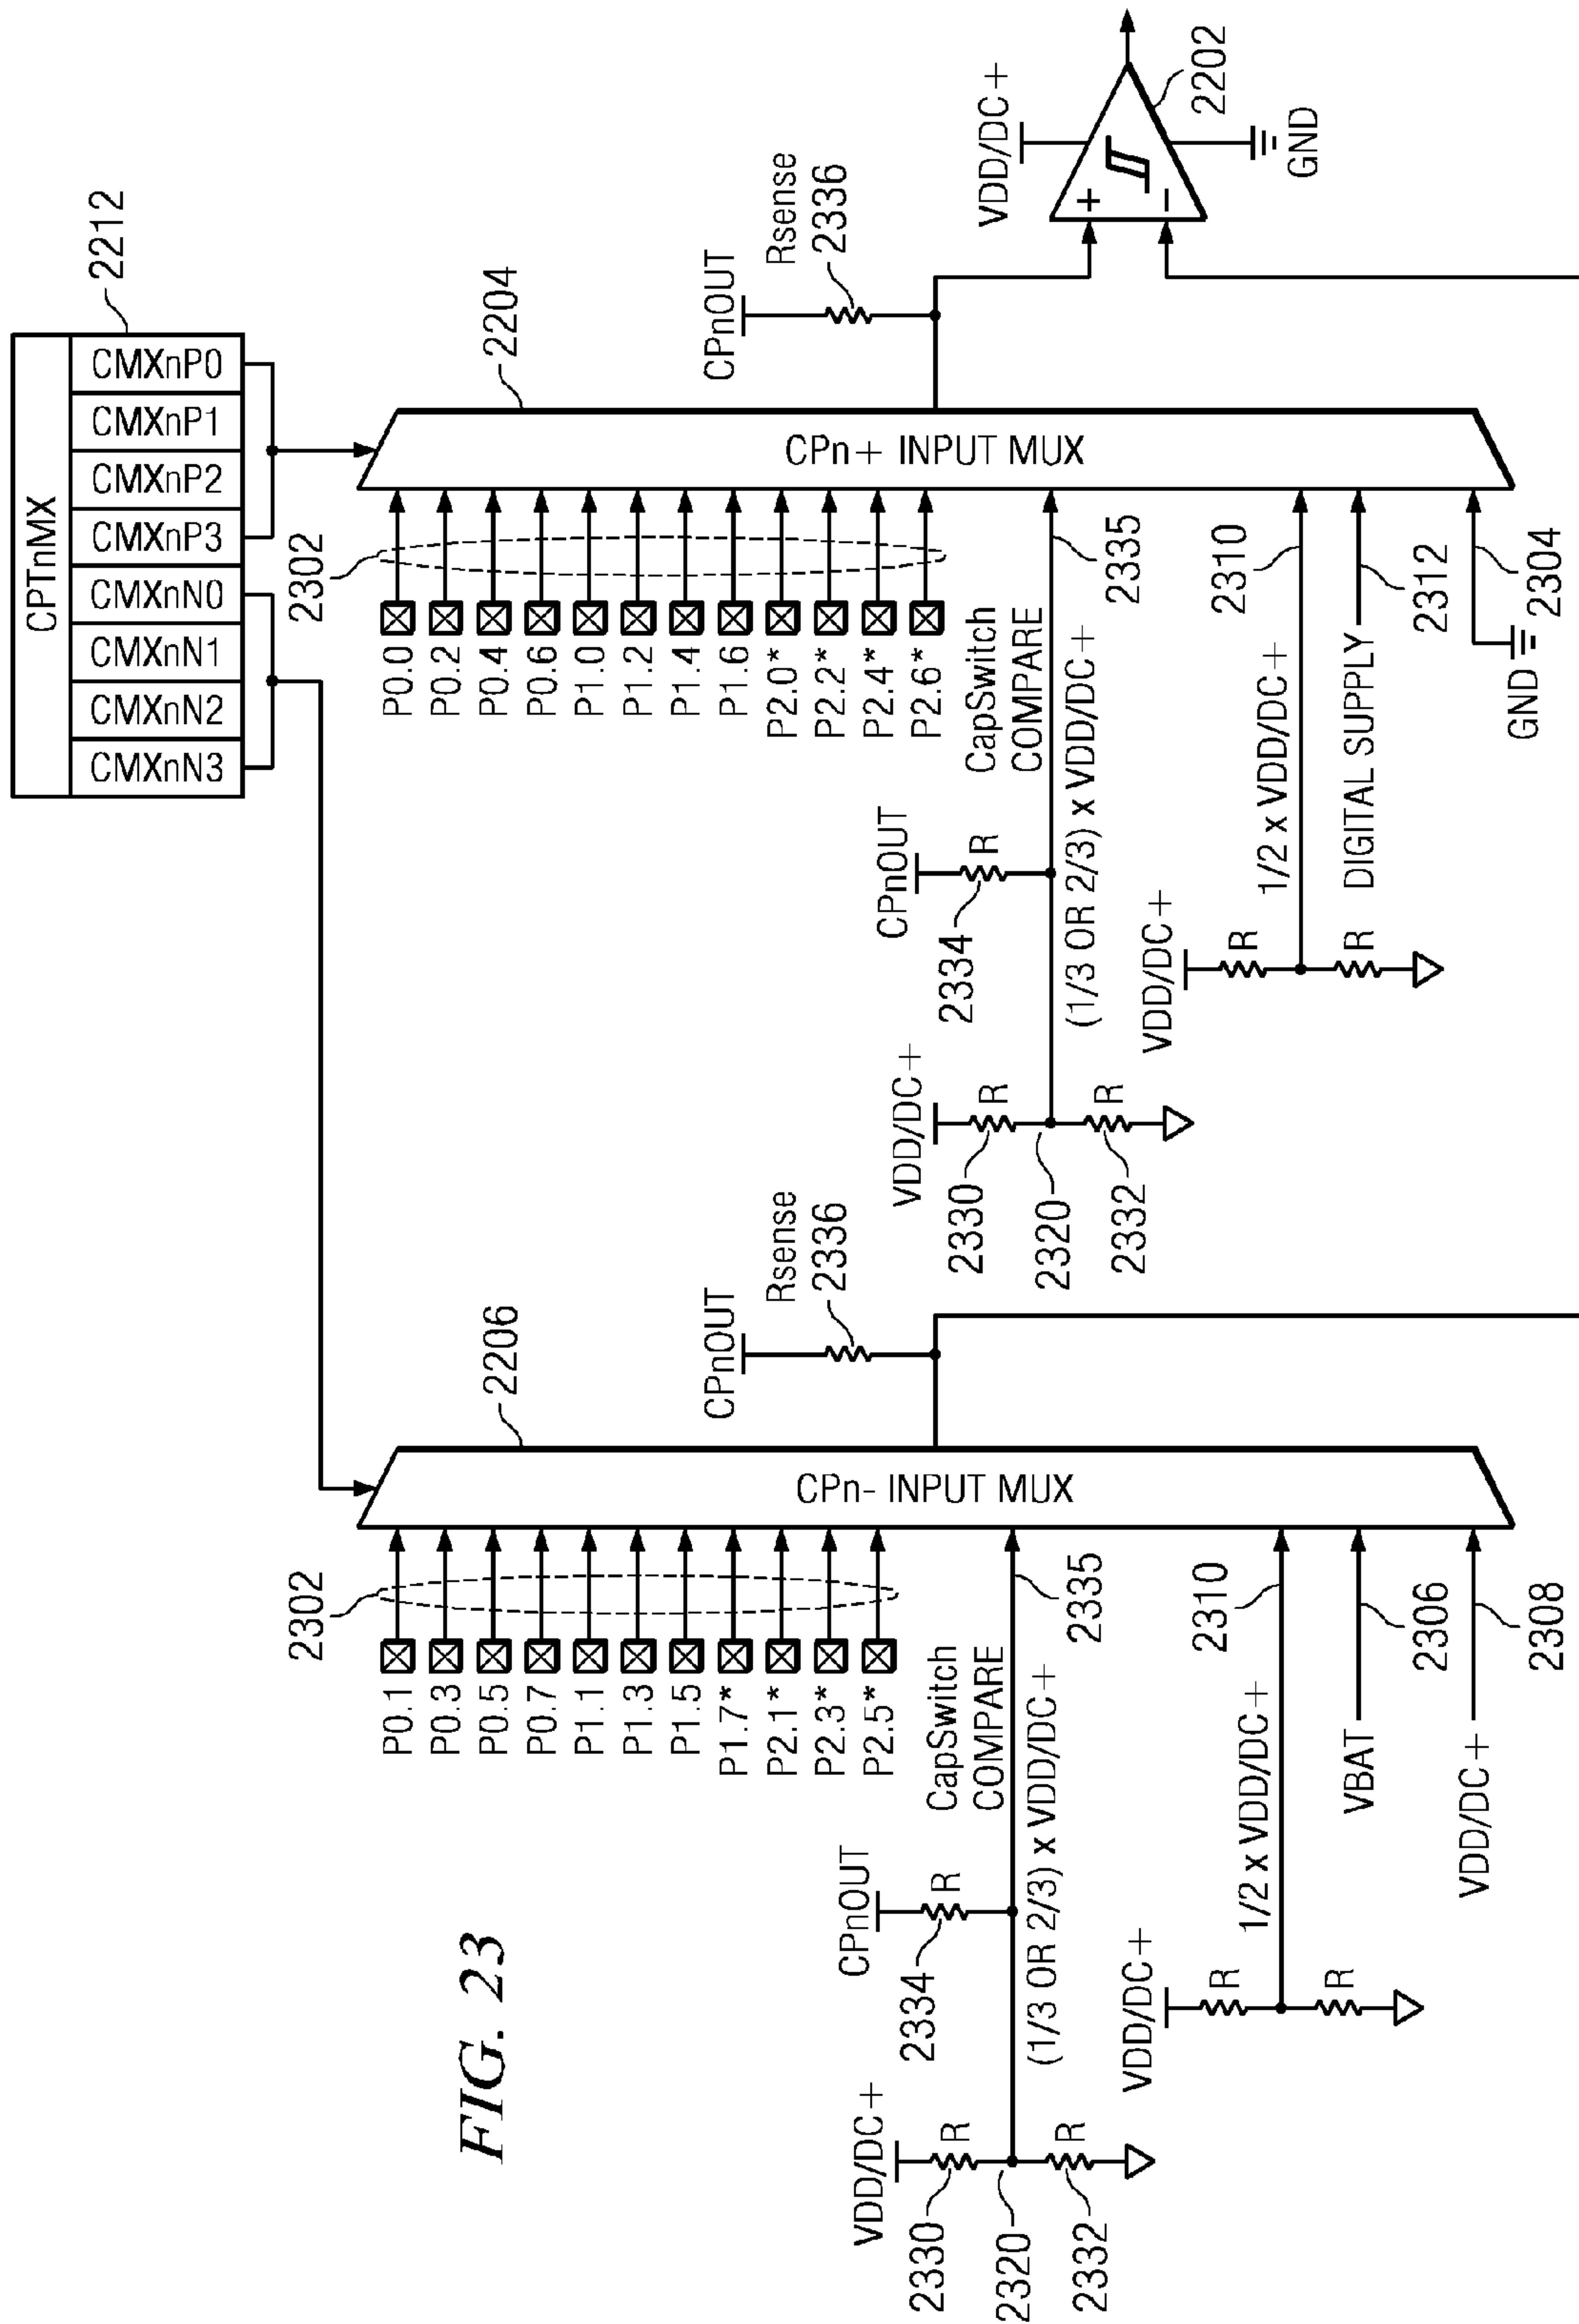 FIG. 23
CPTnMX
CMXnN3
CMXnN2
CMXnN1
CMXnN0
CMXnP3
CMXnP2
CMXnP1
CMXnP0
2212
2302
P0.1
P0.3
P0.5
P0.7
P1.1
P1.3
P1.5
P1.7*
P2.1*
P2.3*
P2.5*
2206
CPn- INPUT MUX
CPnOUT
Rsense
2336
CapSwitch
COMPARE
2335
CPnOUT
R
2334
(1/3 OR 2/3) x VDD/DC+
VDD/DC+
R
2330
2320
R
2332
VDD/DC+
R
R
1/2 x VDD/DC+
2310
VBAT
2306
VDD/DC+
2308
2302
P0.0
P0.2
P0.4
P0.6
P1.0
P1.2
P1.4
P1.6
P2.0*
P2.2*
P2.4*
P2.6*
2204
CPn+ INPUT MUX
CPnOUT
Rsense
2336
CapSwitch
COMPARE
2335
CPnOUT
R
2334
(1/3 OR 2/3) x VDD/DC+
VDD/DC+
R
2330
2320
R
2332
VDD/DC+
R
R
1/2 x VDD/DC+
2310
DIGITAL SUPPLY
2312
GND
2304
VDD/DC+
+
-
2202
GND